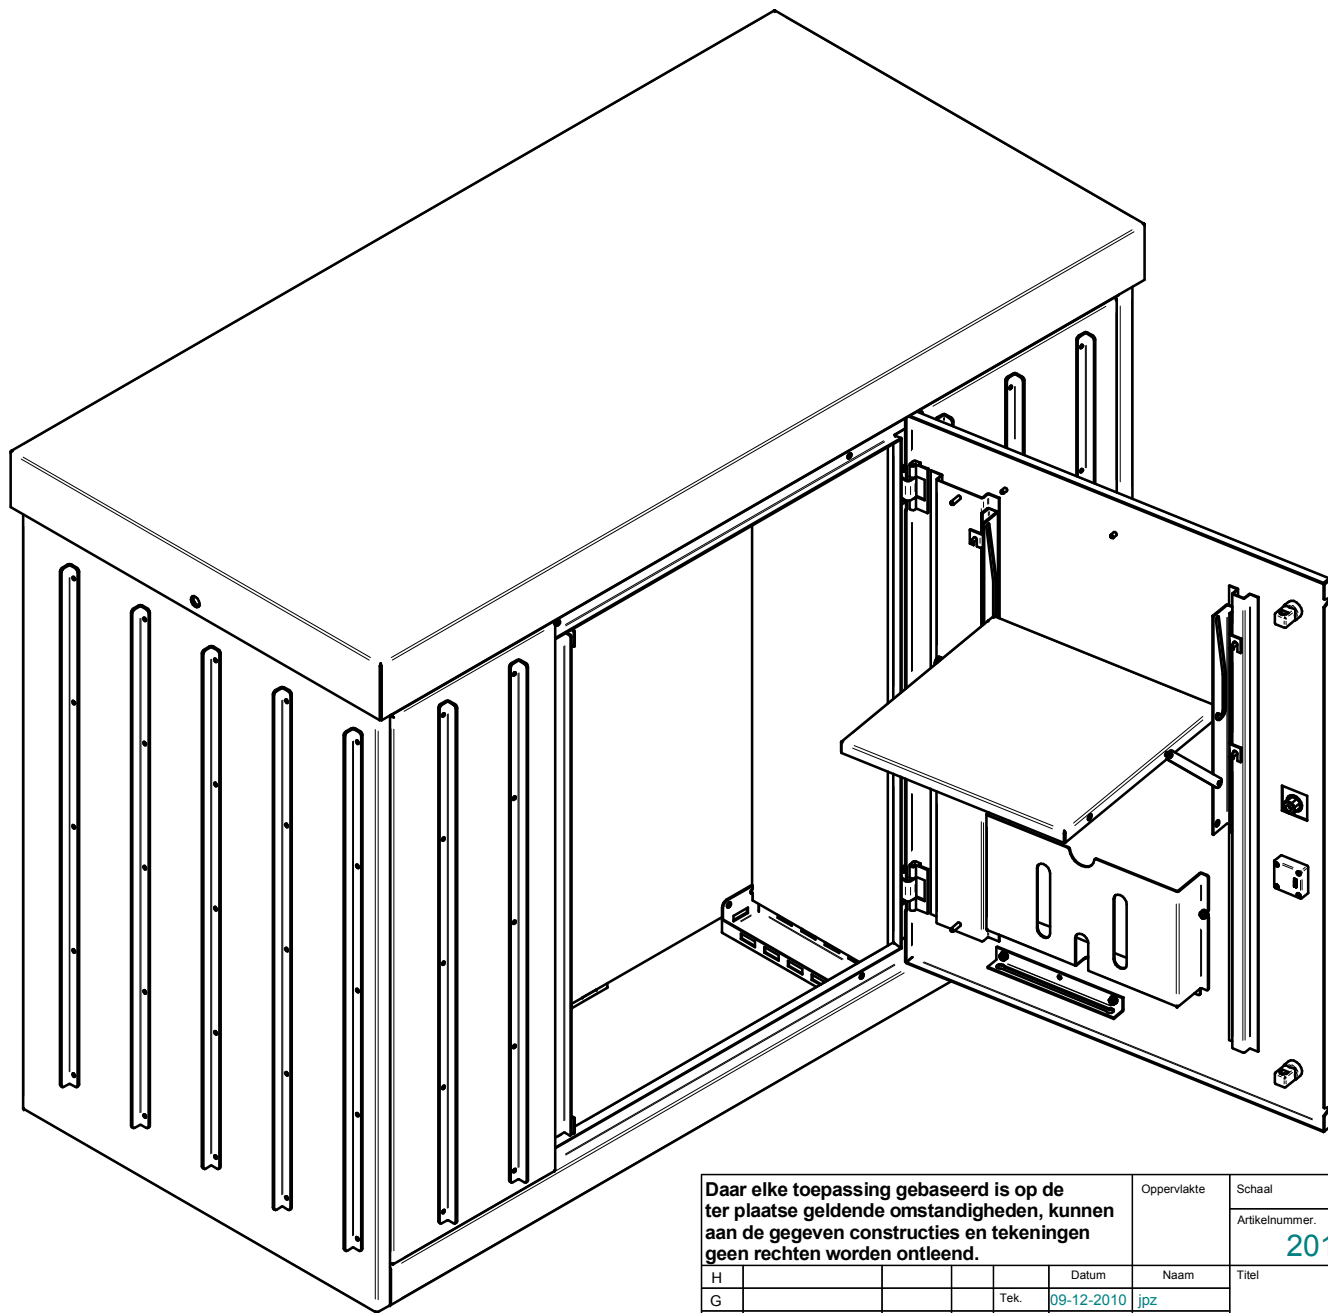 Daar elke toepassing gebaseerd is op de
ter plaatse geldende omstandigheden, kunnen
aan de gegeven constructies en tekeningen
geen rechten worden ontleend.
Oppervlakte
Schaal
Artikelnummer.
201
H
Datum
Naam
Titel
G
Tek.
09-12-2010
jpz